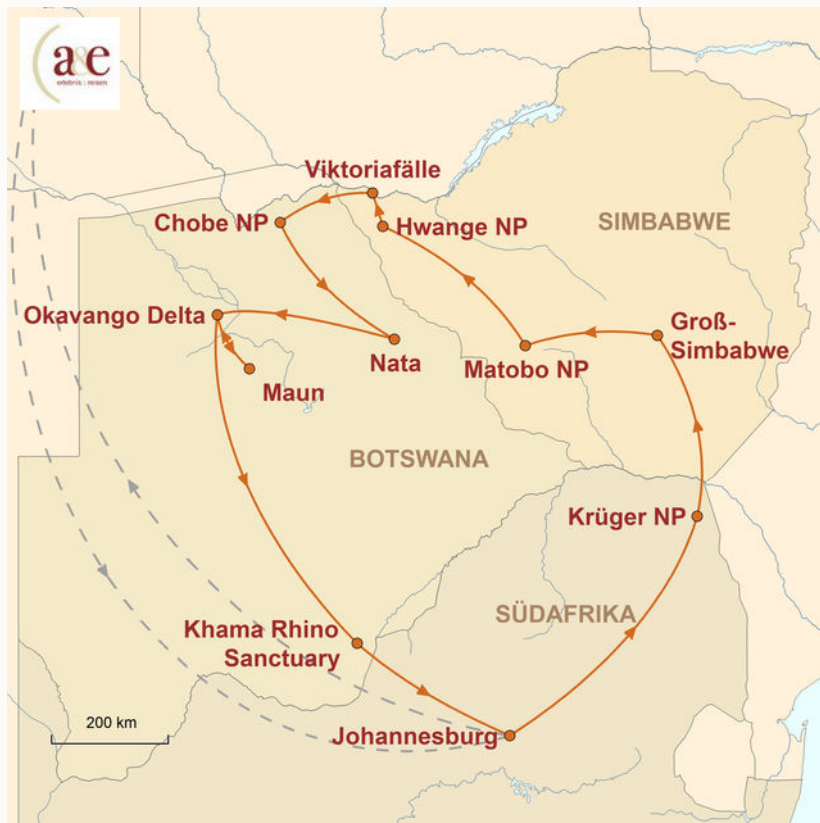 a&e
erlebnis : reisen
Viktoriafälle
Chobe NP
Hwange NP
SIMBABWE
Okavango Delta
Groß-
Simbabwe
Nata
Matobo NP
Maun
BOTSWANA
Krüger NP
SÜDAFRIKA
Khama Rhino
Sanctuary
200 km
Johannesburg